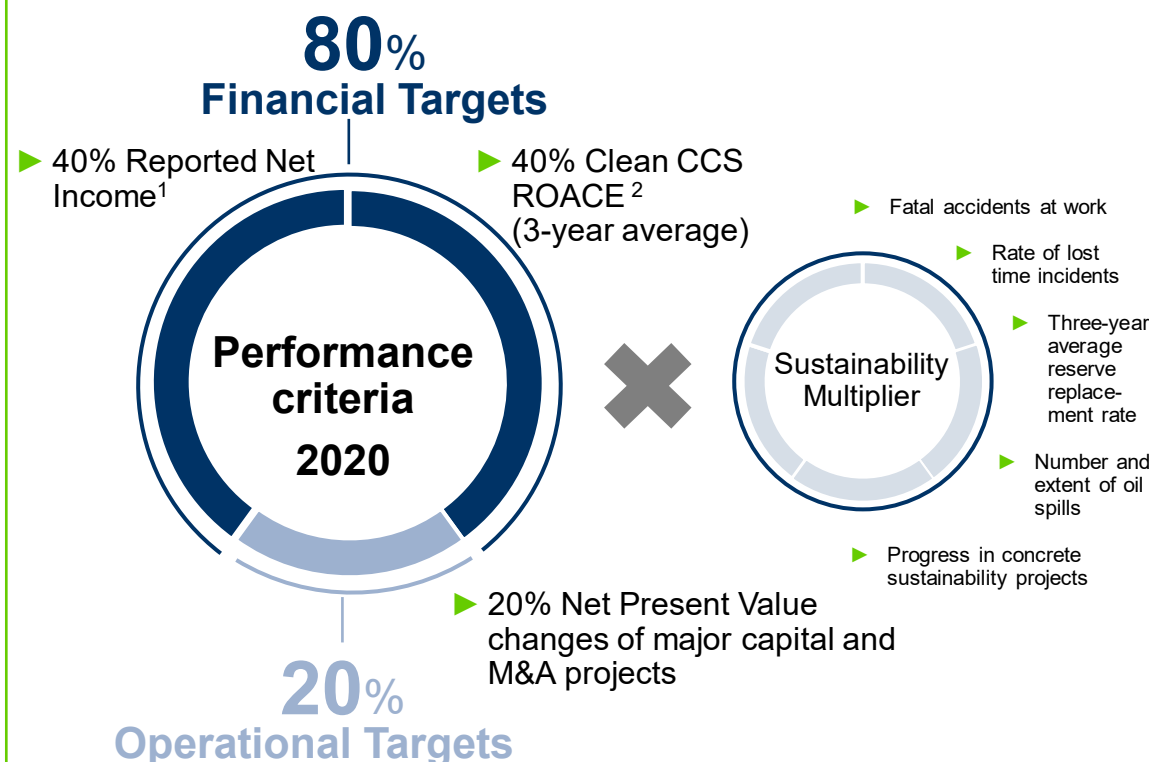 80%
Financial Targets
► 40% Reported Net
Income¹
► 40% Clean CCS
ROACE ²
(3-year average)
Performance
criteria
2020
Sustainability
Multiplier
► Fatal accidents at work
► Rate of lost
time incidents
► Three-year
average
reserve
replace-
ment rate
► Number and
extent of oil
spills
► Progress in concrete
sustainability projects
► 20% Net Present Value
changes of major capital and
M&A projects
20%
Operational Targets